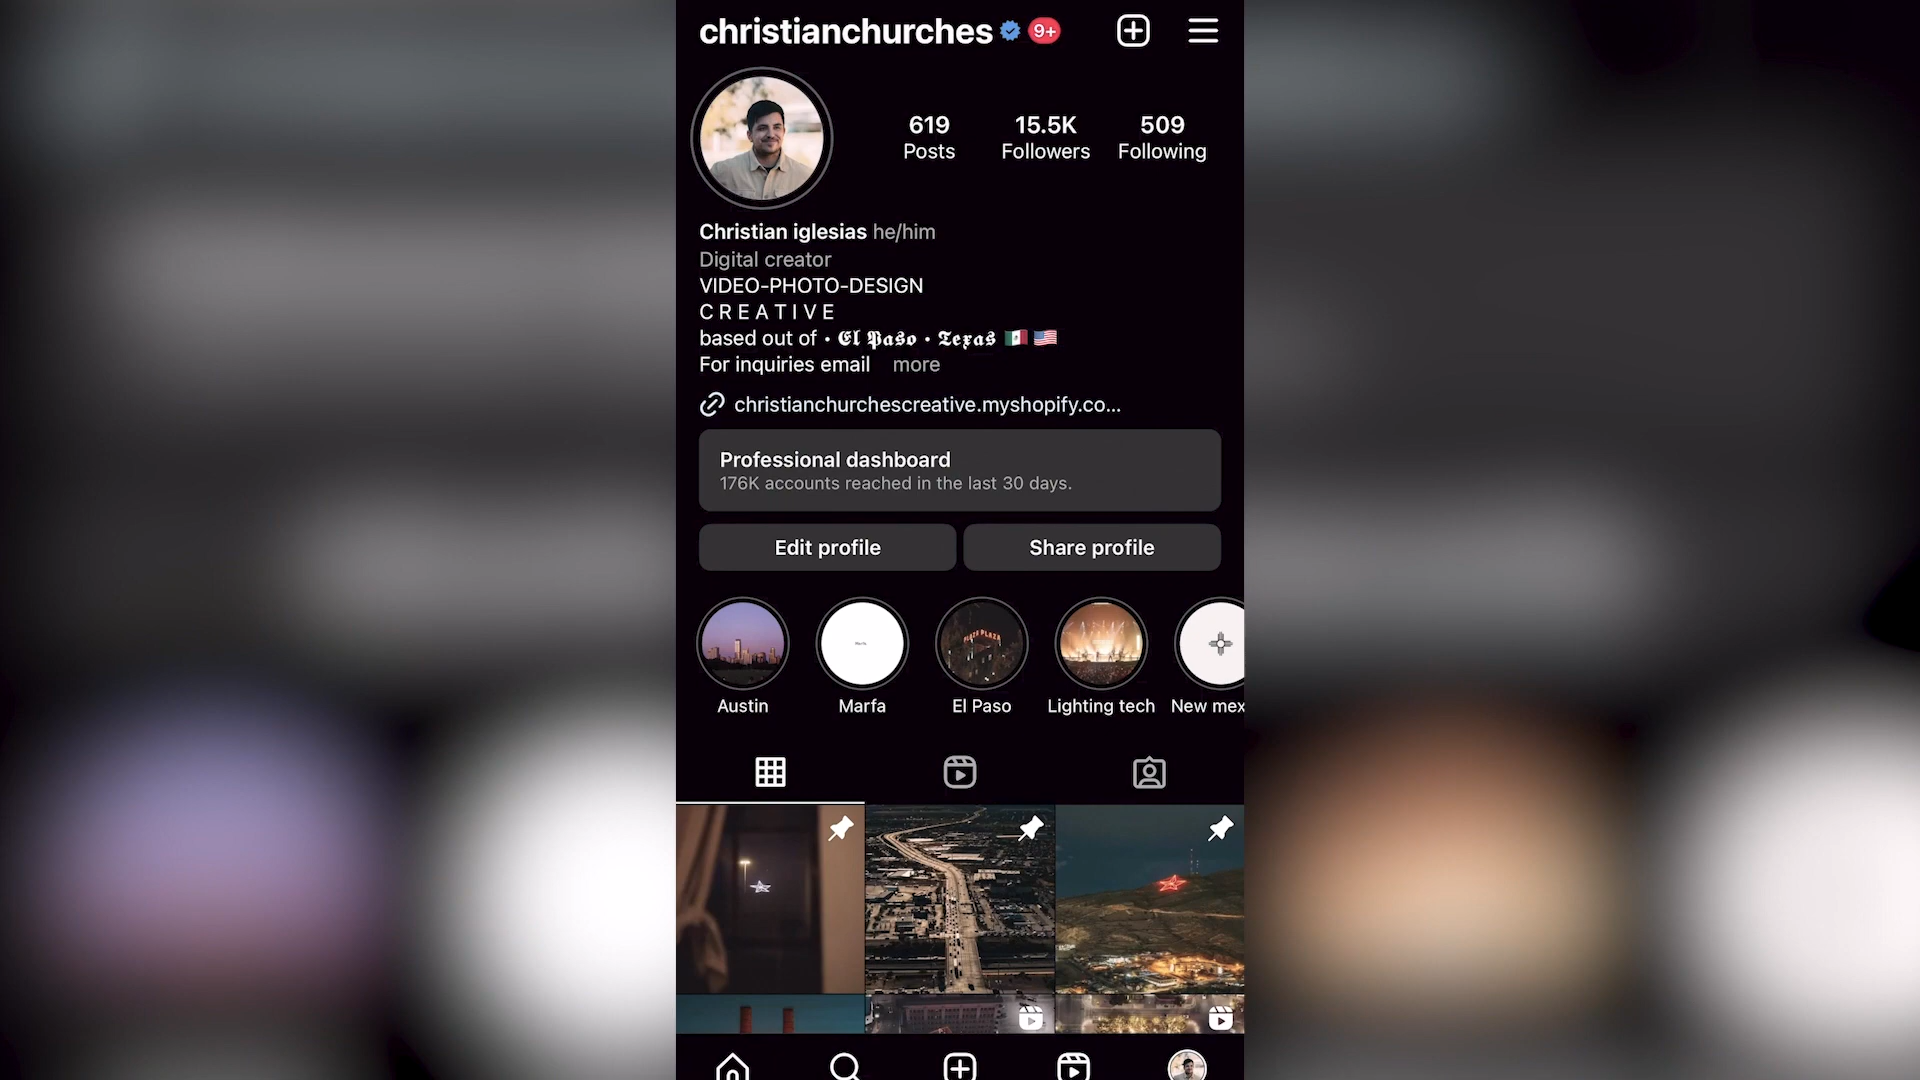 christianchurches 9+
619 15.5K 509
Posts Followers Following
Christian iglesias he/him
Digital creator
VIDEO-PHOTO-DESIGN
C R E A T I V E
based out of • 𝕰𝖑 𝕻𝖆𝖘𝖔 • 𝕿𝖊𝖝𝖆𝖘 🇲🇽 🇺🇸
For inquiries email more
christianchurchescreative.myshopify.co...
Professional dashboard
176K accounts reached in the last 30 days.
Edit profile Share profile
PLAZA PLAZA
Austin Marfa El Paso Lighting tech New mex